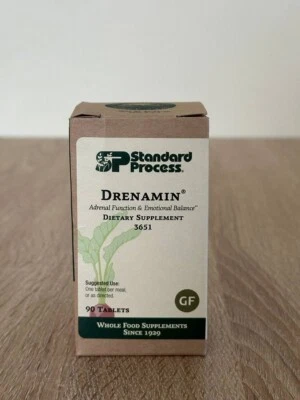 SP Standard
Process®
DRENAMIN®
Adrenal Function & Emotional Balance*
DIETARY SUPPLEMENT
3651
Suggested Use:
One tablet per meal,
or as directed.
GF
90 TABLETS
WHOLE FOOD SUPPLEMENTS
SINCE 1929